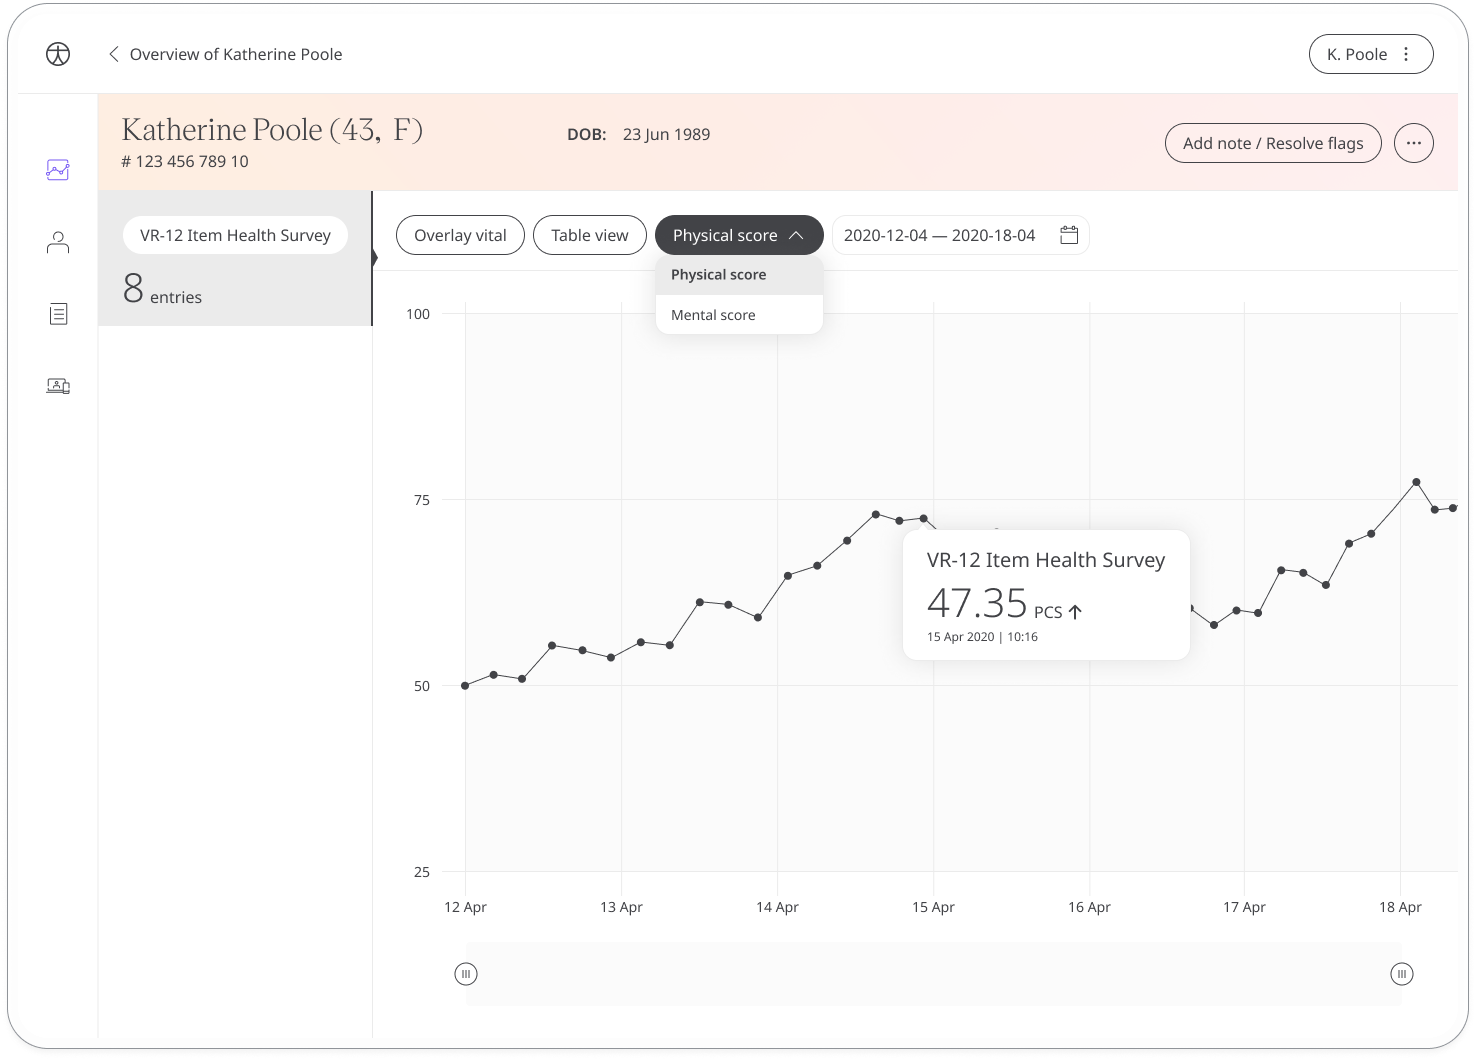 Overview of Katherine Poole
K. Poole
Katherine Poole (43, F)
DOB: 23 Jun 1989
# 123 456 789 10
Add note / Resolve flags
VR-12 Item Health Survey
8 entries
Overlay vital
Table view
Physical score
2020-12-04 — 2020-18-04
Physical score
Mental score
100
75
50
25
VR-12 Item Health Survey
47.35 PCS ↑
15 Apr 2020 | 10:16
12 Apr
13 Apr
14 Apr
15 Apr
16 Apr
17 Apr
18 Apr